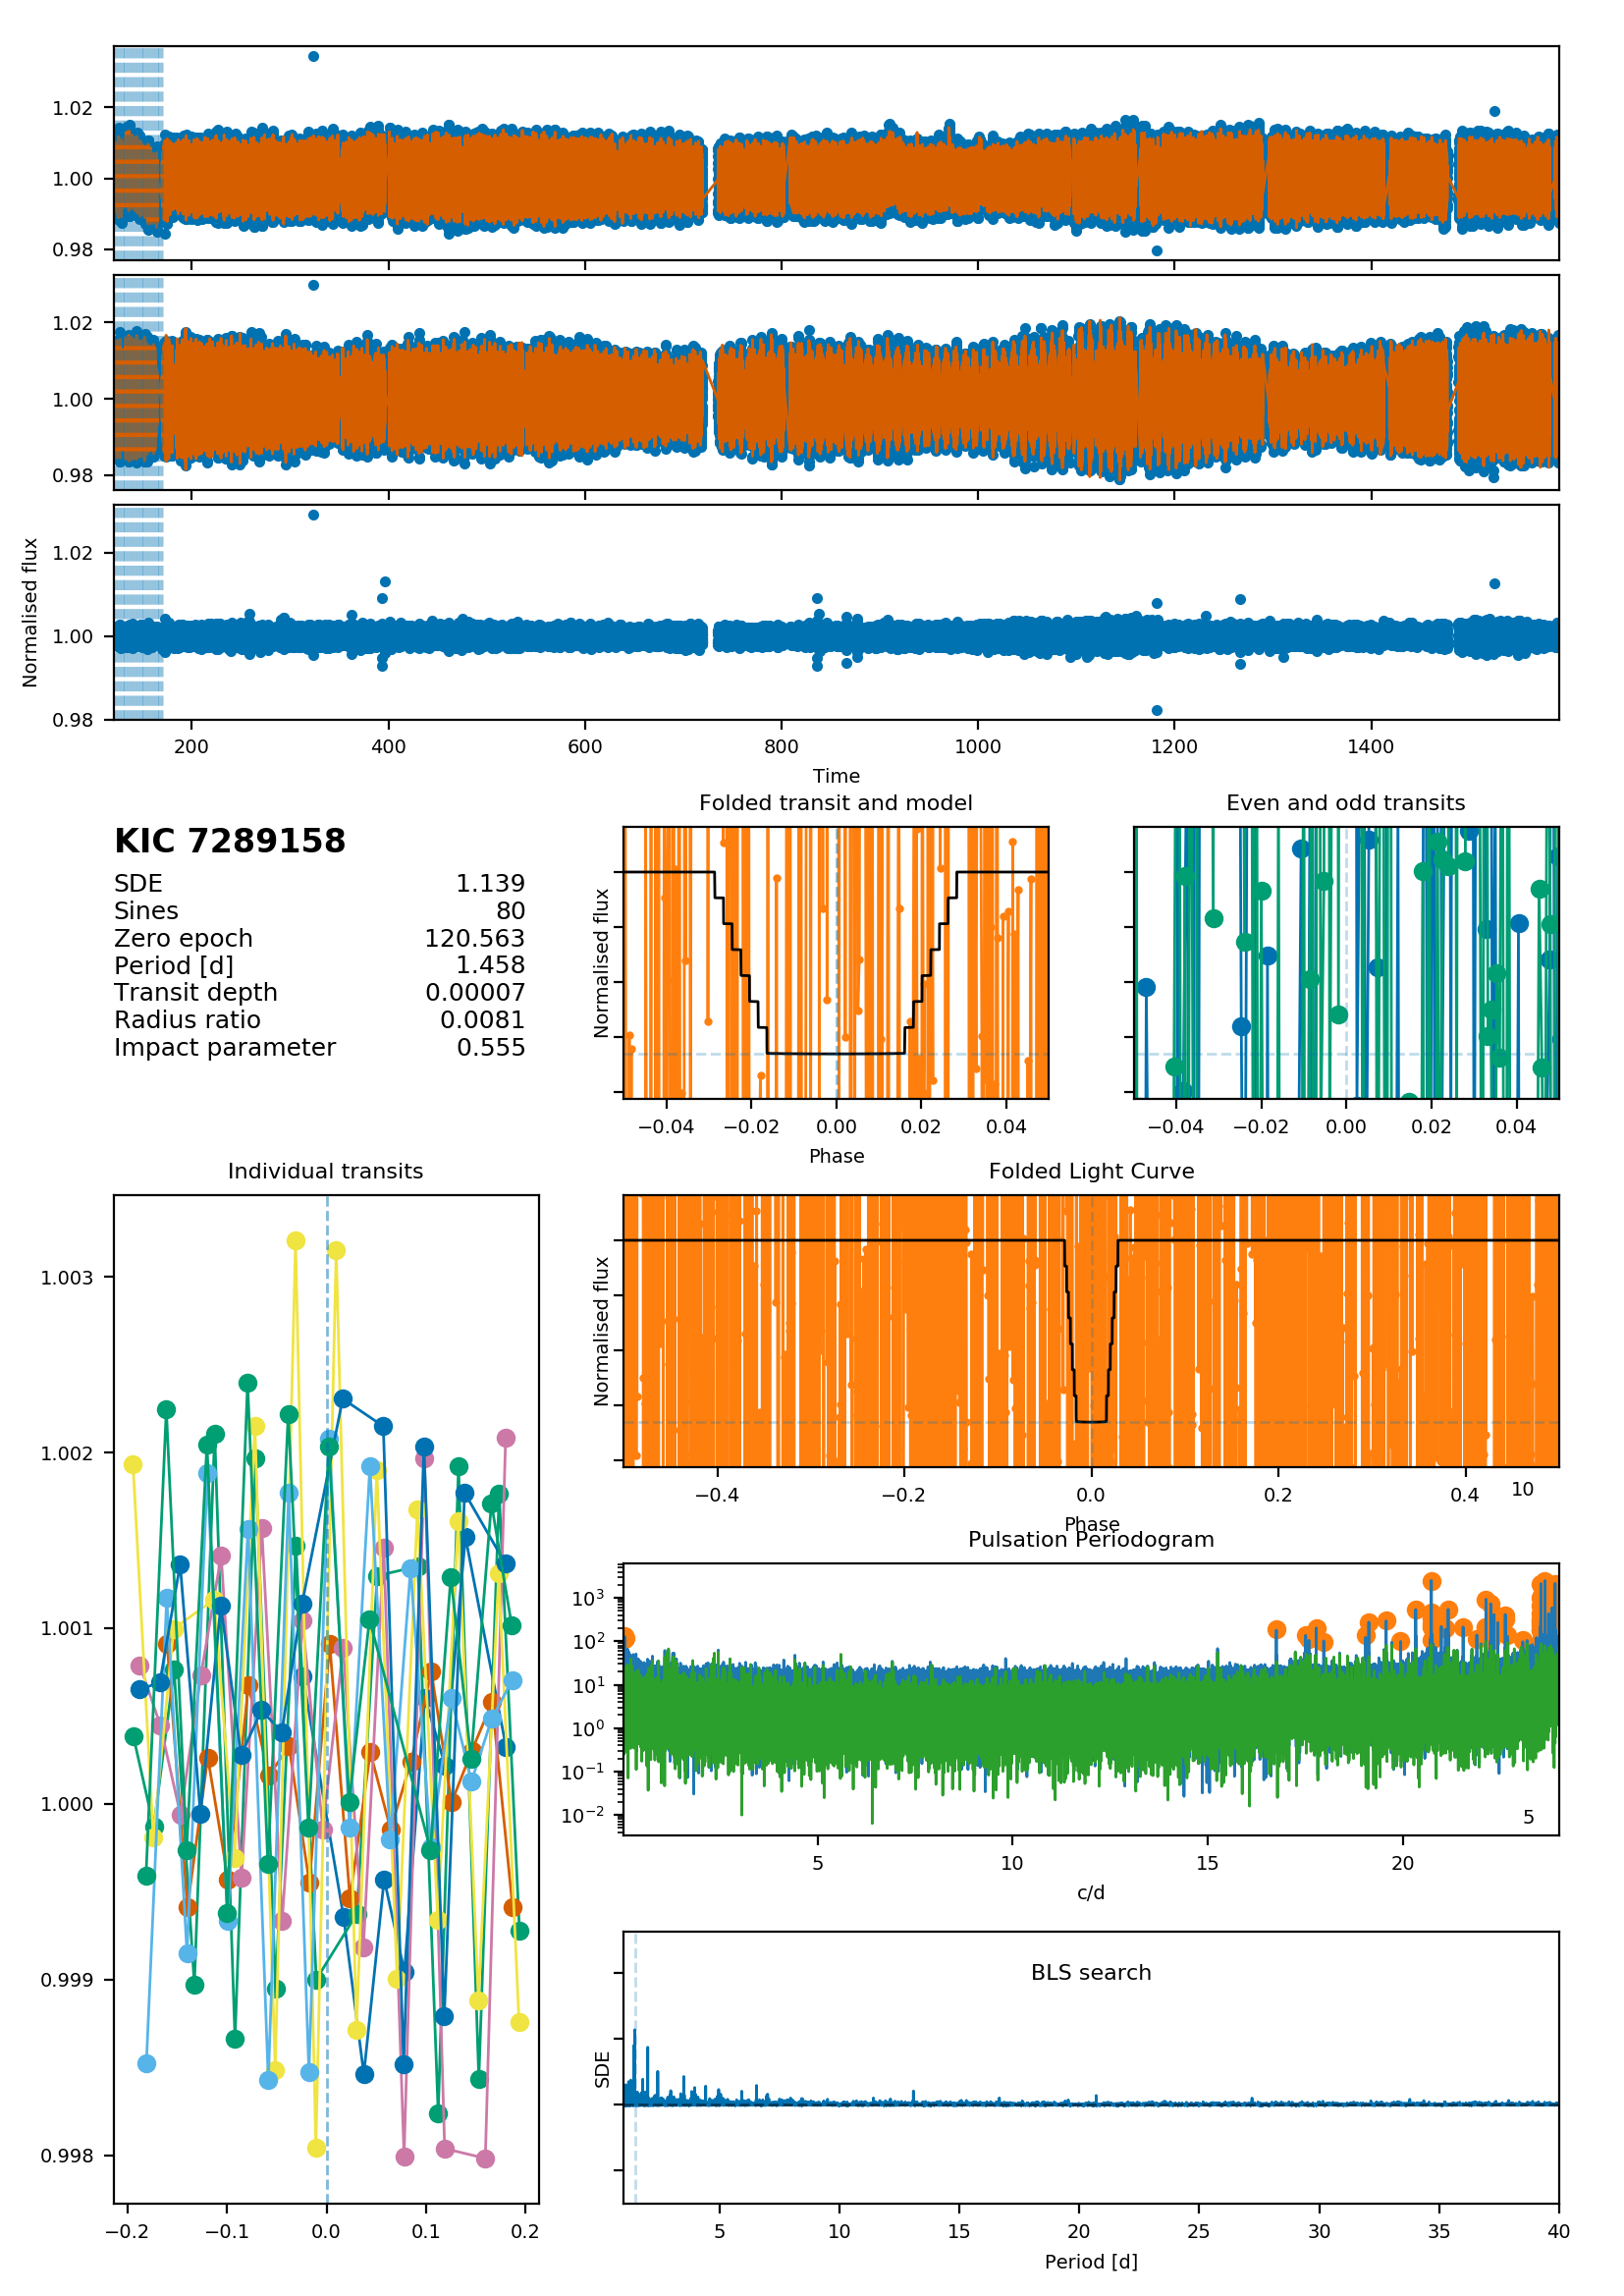 1.02
1.00
0.98
1.02
1.00
0.98
1.02
1.00
0.98
Normalised flux
200 400 600 800 1000 1200 1400
Time
KIC 7289158
SDE 1.139
Sines 80
Zero epoch 120.563
Period [d] 1.458
Transit depth 0.00007
Radius ratio 0.0081
Impact parameter 0.555
Folded transit and model
Normalised flux
−0.04 −0.02 0.00 0.02 0.04
Phase
Even and odd transits
−0.04 −0.02 0.00 0.02 0.04
Individual transits
1.003
1.002
1.001
1.000
0.999
0.998
−0.2 −0.1 0.0 0.1 0.2
Folded Light Curve
Normalised flux
−0.4 −0.2 0.0 0.2 0.4 10
Phase
Pulsation Periodogram
10³
10²
10¹
10⁰
10⁻¹
10⁻²
5
5 10 15 20
c/d
BLS search
SDE
5 10 15 20 25 30 35 40
Period [d]